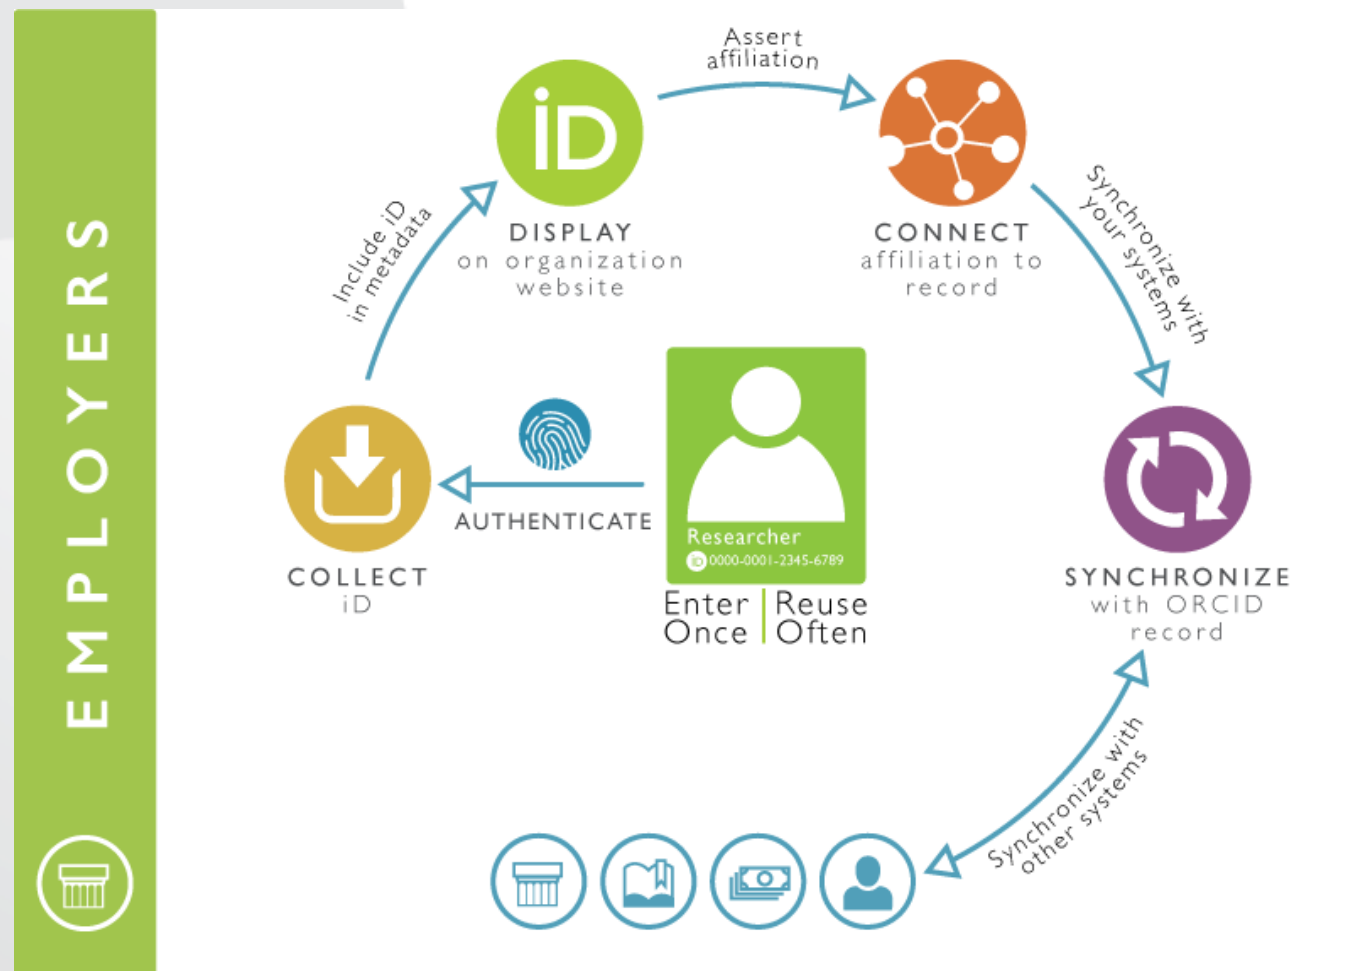 EMPLOYERS
Assert
affiliation
iD
DISPLAY
on organization
website
CONNECT
affiliation to
record
Include iD
in metadata
Synchronize with
your systems
AUTHENTICATE
COLLECT
iD
Researcher
iD 0000-0001-2345-6789
Enter Once
Reuse Often
SYNCHRONIZE
with ORCID
record
Synchronize with
other systems